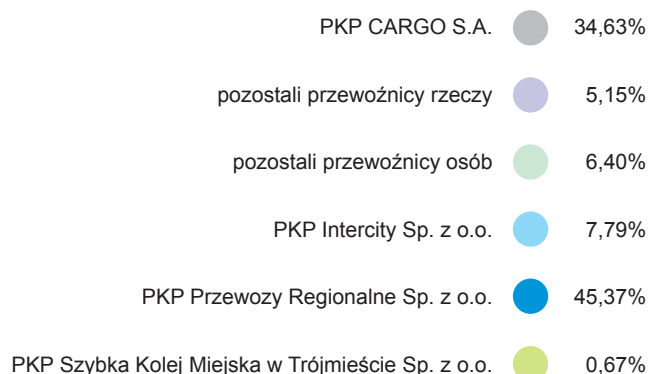 PKP CARGO S.A. 34,63%
pozostali przewoźnicy rzeczy 5,15%
pozostali przewoźnicy osób 6,40%
PKP Intercity Sp. z o.o. 7,79%
PKP Przewozy Regionalne Sp. z o.o. 45,37%
PKP Szybka Kolej Miejska w Trójmieście Sp. z o.o. 0,67%